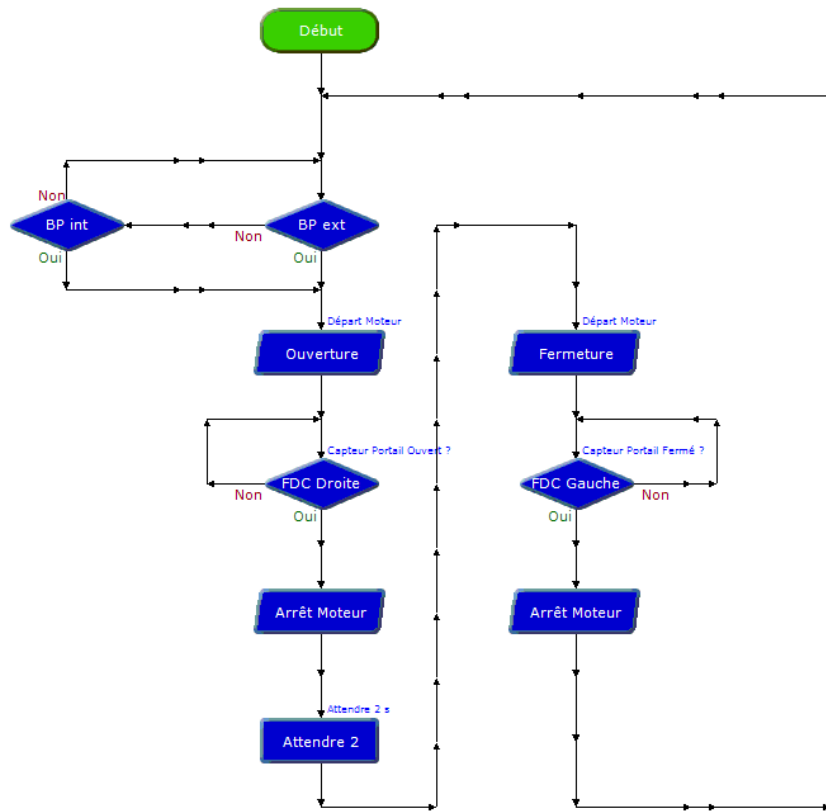 Début
Non
BP int
Oui
BP ext
Non
Oui
Départ Moteur
Ouverture
Capteur Portail Ouvert ?
FDC Droite
Non
Oui
Arrêt Moteur
Attendre 2 s
Attendre 2
Départ Moteur
Fermeture
Capteur Portail Fermé ?
FDC Gauche
Non
Oui
Arrêt Moteur